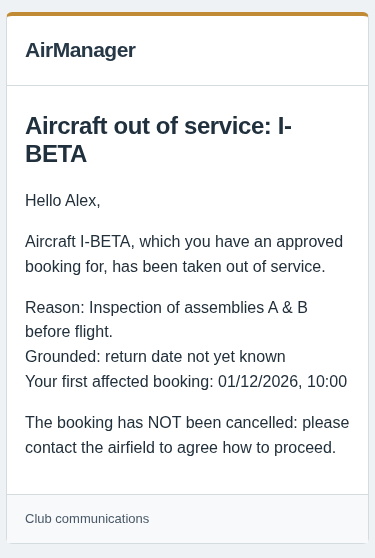 AirManager
Aircraft out of service: I-
BETA
Hello Alex,
Aircraft I-BETA, which you have an approved
booking for, has been taken out of service.
Reason: Inspection of assemblies A & B
before flight.
Grounded: return date not yet known
Your first affected booking: 01/12/2026, 10:00
The booking has NOT been cancelled: please
contact the airfield to agree how to proceed.
Club communications